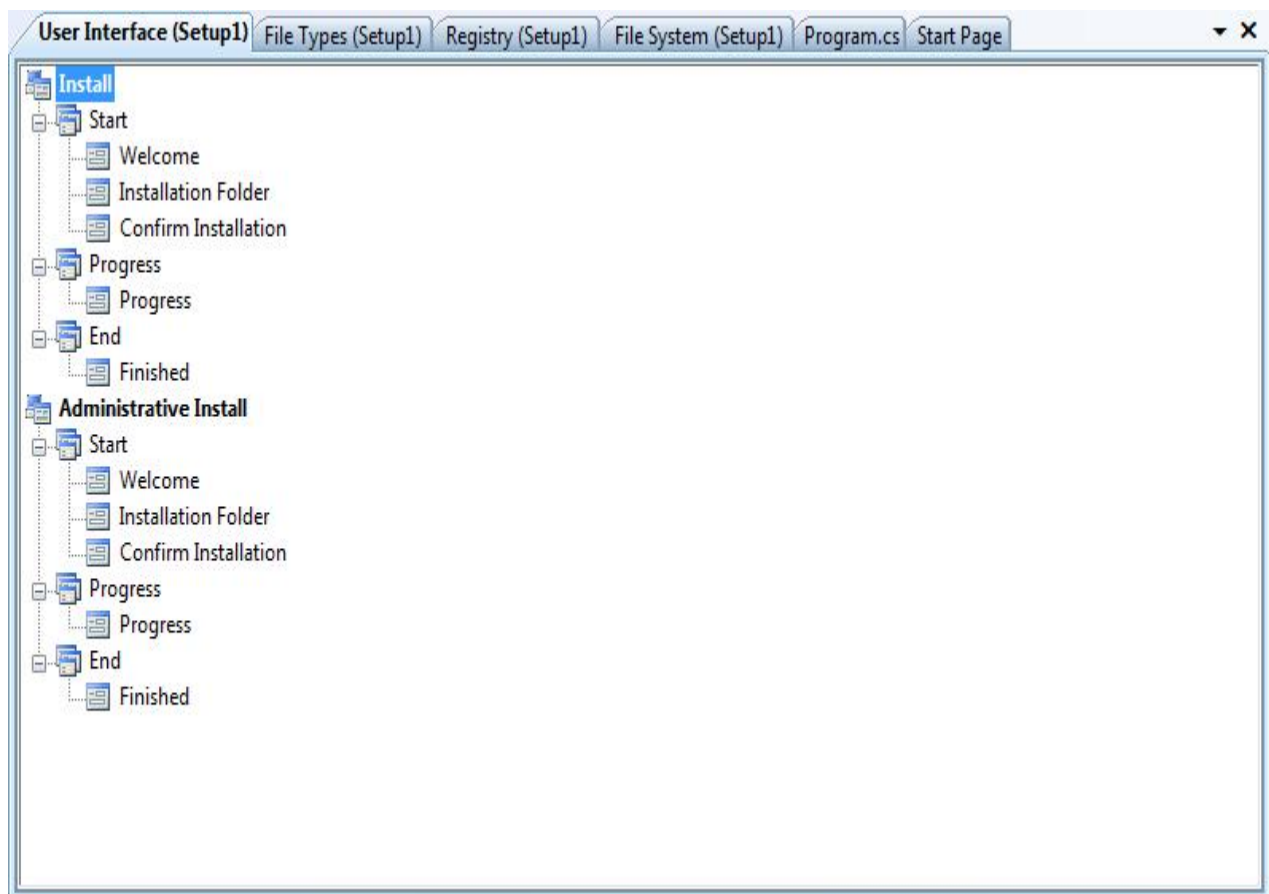 User Interface (Setup1) File Types (Setup1) Registry (Setup1) File System (Setup1) Program.cs Start Page
Install
Start
Welcome
Installation Folder
Confirm Installation
Progress
Progress
End
Finished
Administrative Install
Start
Welcome
Installation Folder
Confirm Installation
Progress
Progress
End
Finished